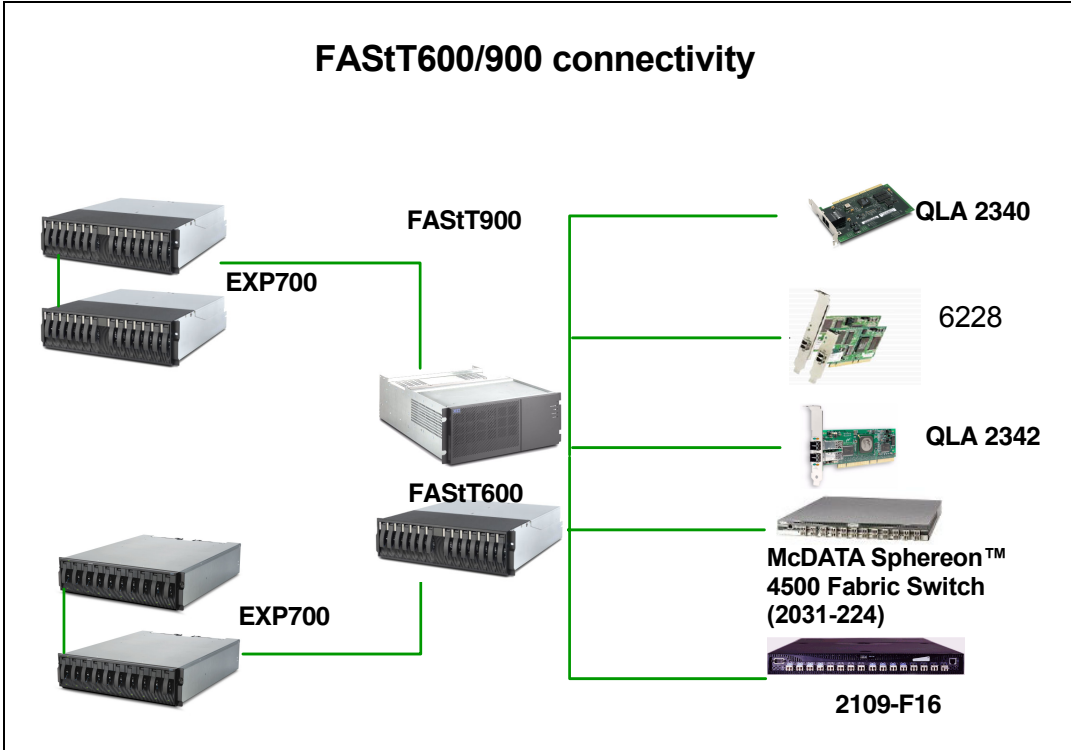 FAStT600/900 connectivity
FAStT900
QLA 2340
EXP700
6228
QLA 2342
FAStT600
McDATA Sphereon™
4500 Fabric Switch
(2031-224)
EXP700
2109-F16